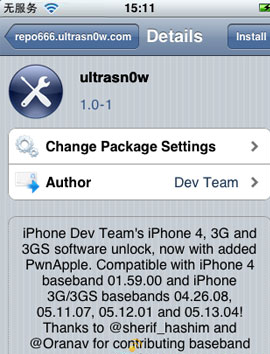 无服务
15:11
repo666.ultrasn0w.com
Details
Install
ultrasn0w
1.0-1
Change Package Settings
Author
Dev Team
iPhone Dev Team's iPhone 4, 3G and
3GS software unlock, now with added
PwnApple. Compatible with iPhone 4
baseband 01.59.00 and iPhone
3G/3GS basebands 04.26.08,
05.11.07, 05.12.01 and 05.13.04!
Thanks to @sherif_hashim and
@Oranav for contributing baseband